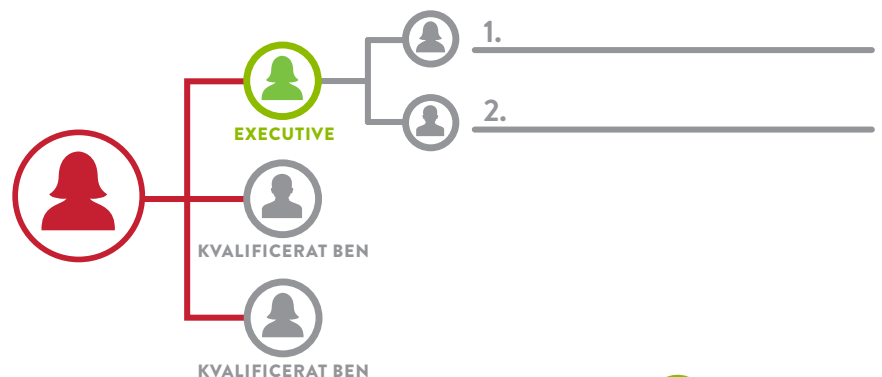 1.
2.
EXECUTIVE
KVALIFICERAT BEN
KVALIFICERAT BEN